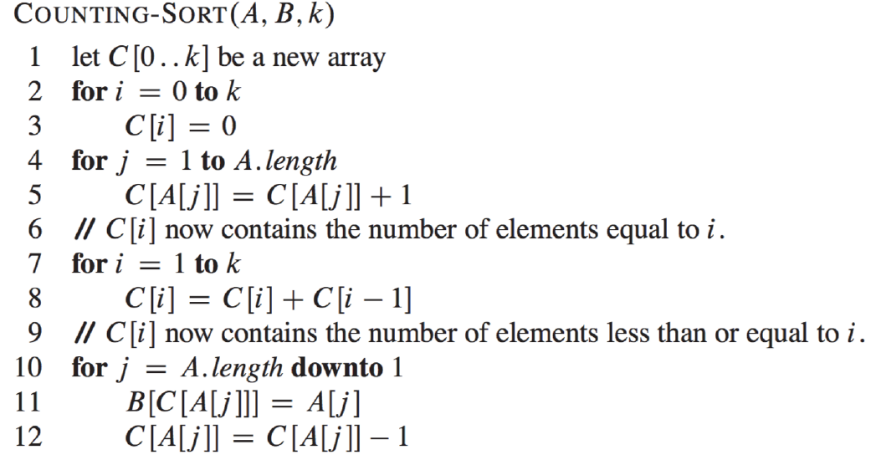 COUNTING-SORT(A, B, k)
1 let C[0..k] be a new array
2 for i = 0 to k
3 C[i] = 0
4 for j = 1 to A.length
5 C[A[j]] = C[A[j]] + 1
6 // C[i] now contains the number of elements equal to i.
7 for i = 1 to k
8 C[i] = C[i] + C[i − 1]
9 // C[i] now contains the number of elements less than or equal to i.
10 for j = A.length downto 1
11 B[C[A[j]]] = A[j]
12 C[A[j]] = C[A[j]] − 1